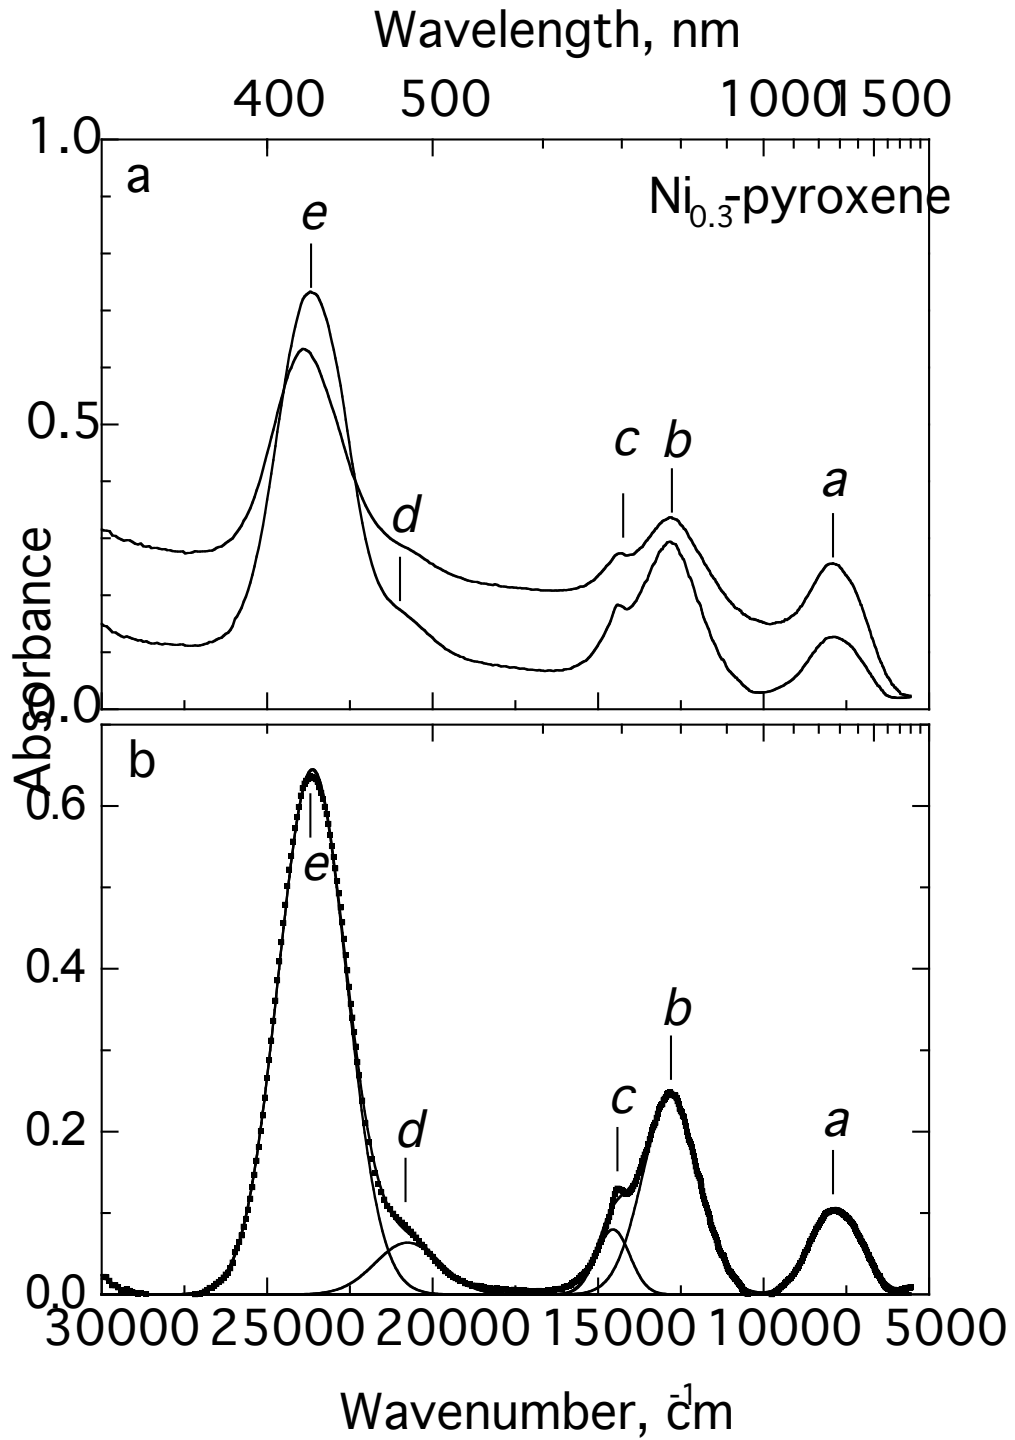 Wavelength, nm
400 500 1000 1500
1.0
a
Ni0.3-pyroxene
e
0.5
c b
a
d
Absorbance
0.0
b
0.6
e
0.4
b
c
a
d
0.2
0.0
30000 25000 20000 15000 10000 5000
Wavenumber, cm-1